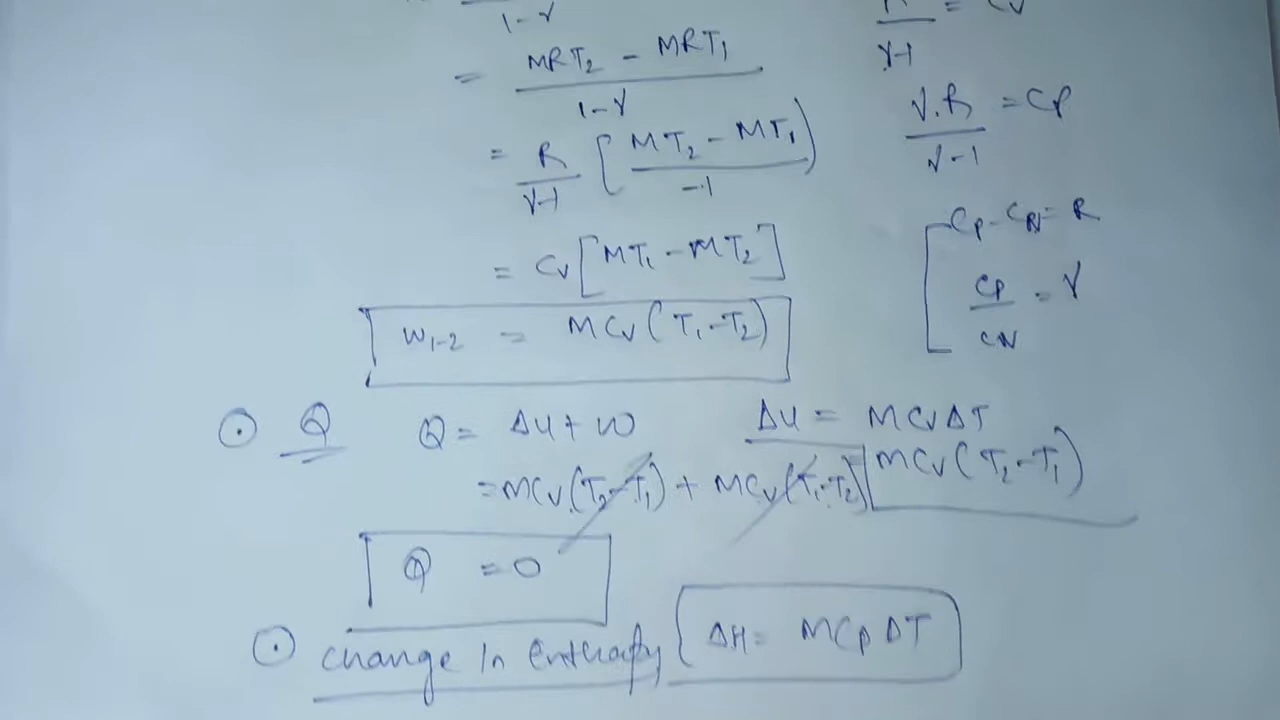 1-γ
= MRT₂ - MRT₁
1-γ
= R/γ-1 [MT₂ - MT₁/-1)
= Cv [MT₁ - MT₂]
W₁₋₂ = MCv (T₁-T₂)
γ-1 = Cv
γ.R/γ-1 = CP
CP - CV = R
CP/CV = γ
Q Q = ΔU + W ΔU = MCVΔT
= MCV (T₂-T₁) + MCV (T₁-T₂) MCV (T₂-T₁)
Q = 0
change In enthalpy ΔH = MCPΔT